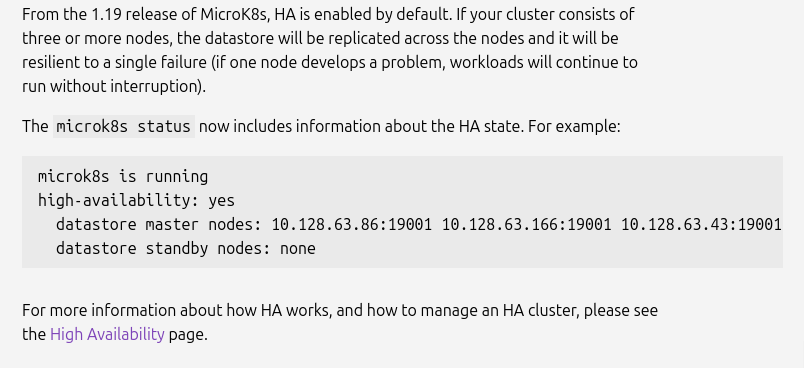 From the 1.19 release of MicroK8s, HA is enabled by default. If your cluster consists of
three or more nodes, the datastore will be replicated across the nodes and it will be
resilient to a single failure (if one node develops a problem, workloads will continue to
run without interruption).
The microk8s status now includes information about the HA state. For example:
microk8s is running
high-availability: yes
  datastore master nodes: 10.128.63.86:19001 10.128.63.166:19001 10.128.63.43:19001
  datastore standby nodes: none
For more information about how HA works, and how to manage an HA cluster, please see
the High Availability page.